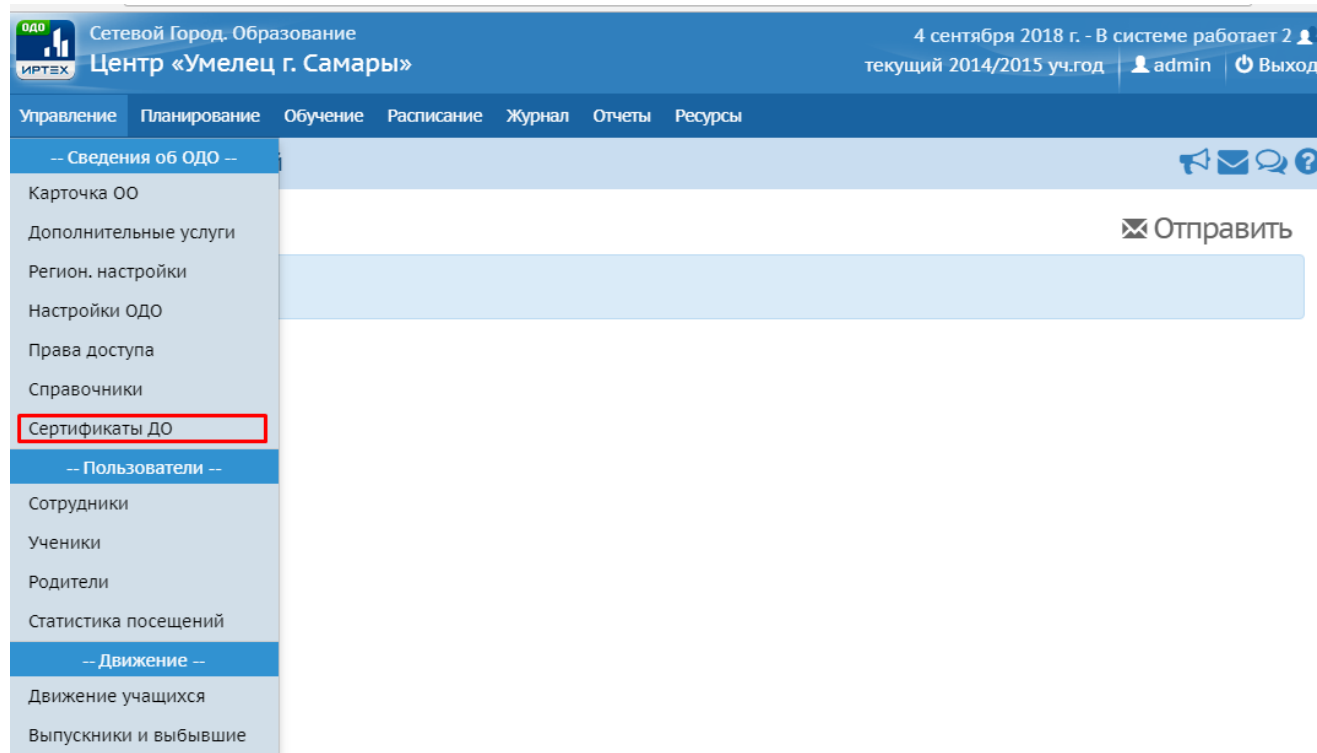 ОДО
ИРТЕХ
Сетевой Город. Образование
Центр «Умелец г. Самары»
4 сентября 2018 г. - В системе работает 2
текущий 2014/2015 уч.год admin Выход
Управление Планирование Обучение Расписание Журнал Отчеты Ресурсы
-- Сведения об ОДО --
Карточка ОО
Дополнительные услуги
Отправить
Регион. настройки
Настройки ОДО
Права доступа
Справочники
Сертификаты ДО
-- Пользователи --
Сотрудники
Ученики
Родители
Статистика посещений
-- Движение --
Движение учащихся
Выпускники и выбывшие